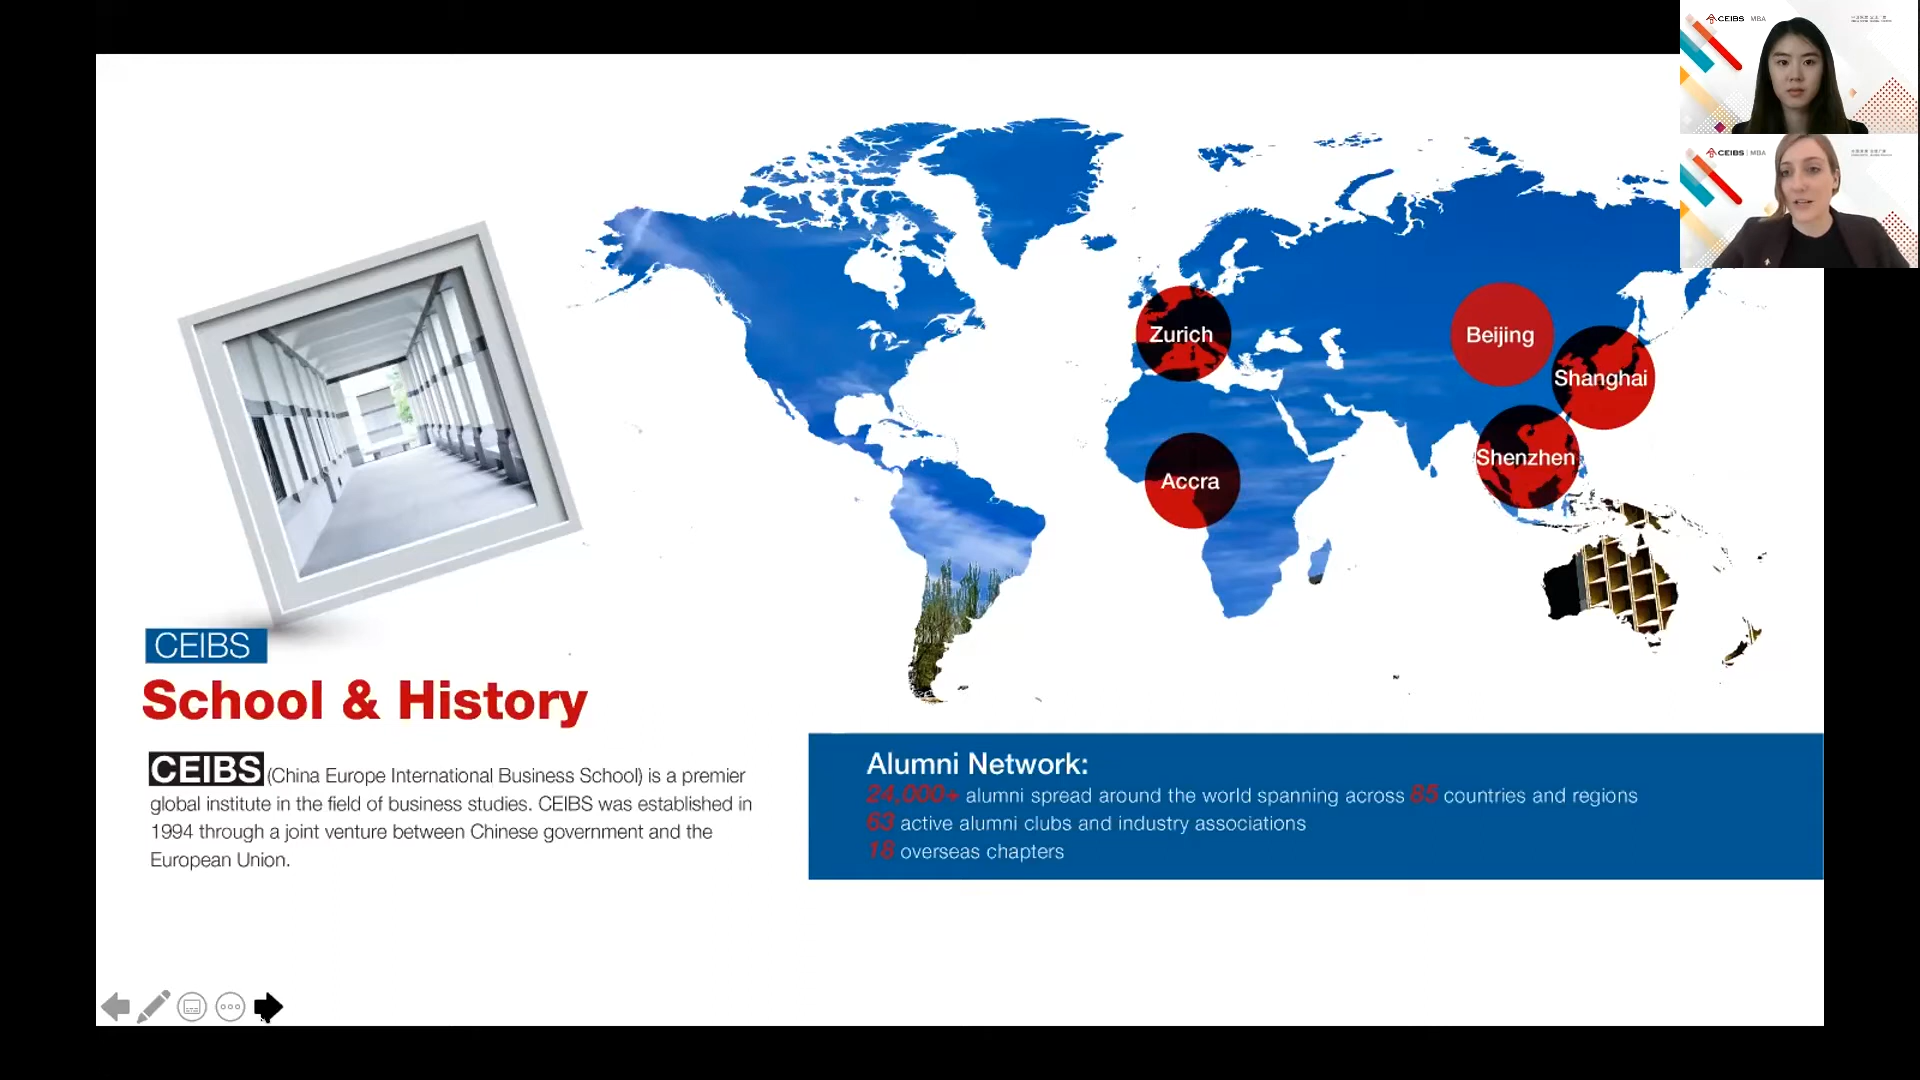 CEIBS MBA
CEIBS MBA
Zurich
Beijing
Shanghai
Shenzhen
Accra
CEIBS
School & History
CEIBS (China Europe International Business School) is a premier
global institute in the field of business studies. CEIBS was established in
1994 through a joint venture between Chinese government and the
European Union.
Alumni Network:
24,000+ alumni spread around the world spanning across 85 countries and regions
63 active alumni clubs and industry associations
18 overseas chapters